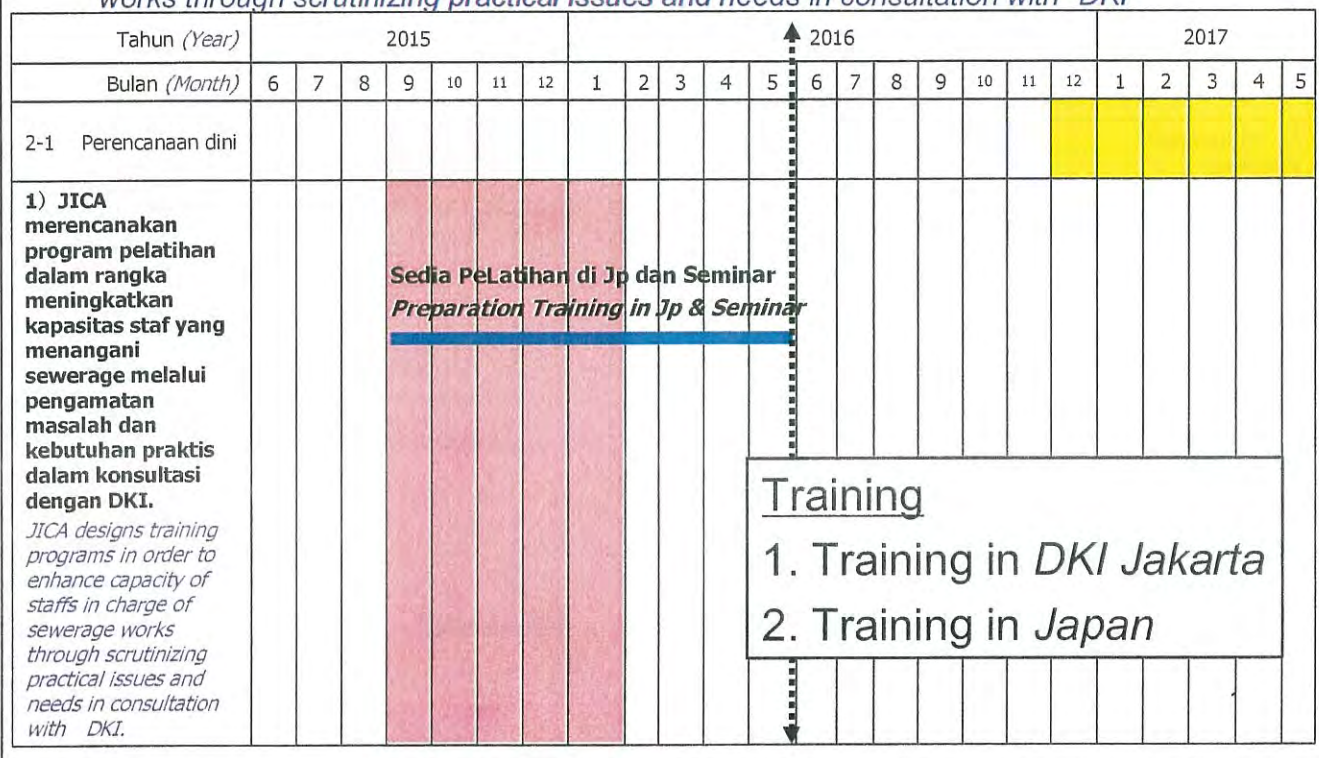 works through scrutinizing practical issues and needs in consultation with DKI
Tahun (Year) 2015 2016 2017
Bulan (Month) 6 7 8 9 10 11 12 1 2 3 4 5 6 7 8 9 10 11 12 1 2 3 4 5
2-1 Perencanaan dini
1) JICA
merencanakan
program pelatihan
dalam rangka
meningkatkan
kapasitas staf yang
menangani
sewerage melalui
pengamatan
masalah dan
kebutuhan praktis
dalam konsultasi
dengan DKI.
JICA designs training
programs in order to
enhance capacity of
staffs in charge of
sewerage works
through scrutinizing
practical issues and
needs in consultation
with DKI.
Sedia PeLatihan di Jp dan Seminar
Preparation Training in Jp & Seminar
Training
1. Training in DKI Jakarta
2. Training in Japan